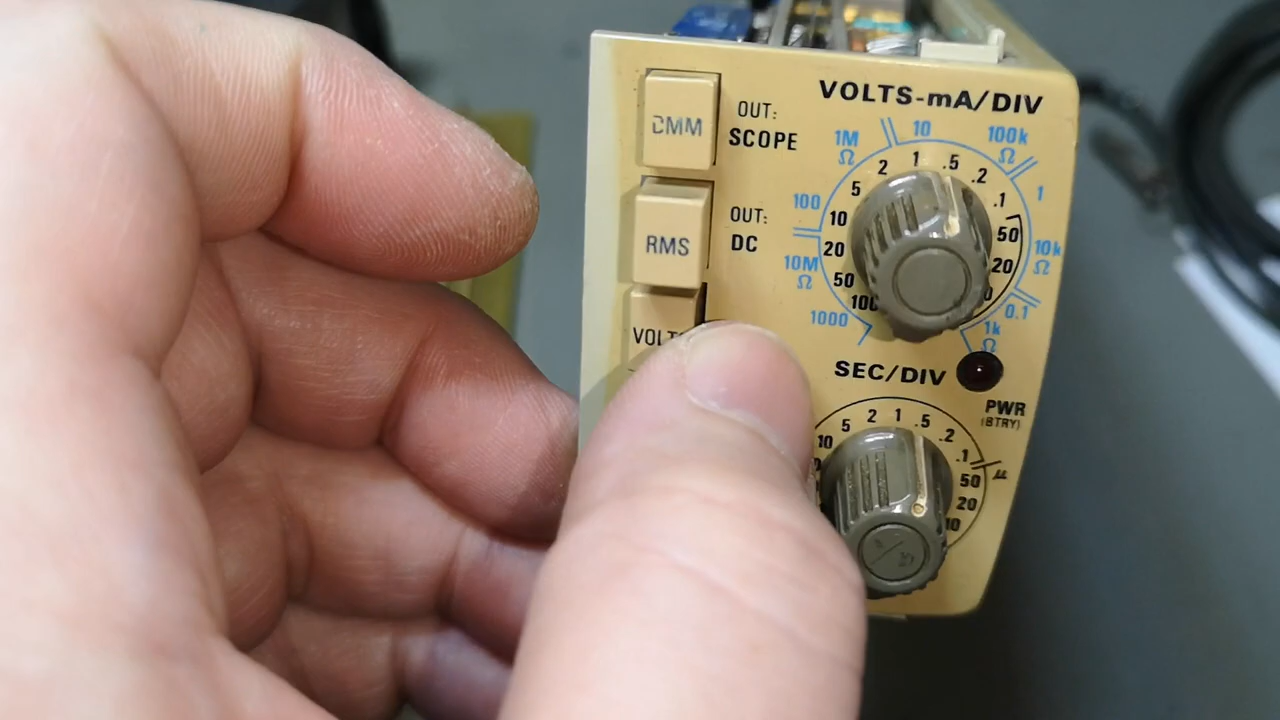 VOLTS-mA/DIV
DMM
OUT:
SCOPE
RMS
OUT:
DC
1M
Ω
10
100k
Ω
1
10k
Ω
0.1
1k
Ω
100
10M
Ω
1000
100
50
20
10
5
2
1
.5
.2
.1
50
20
SEC/DIV
PWR
(BTRY)
10
5
2
1
.5
.2
.1
μ
50
20
10